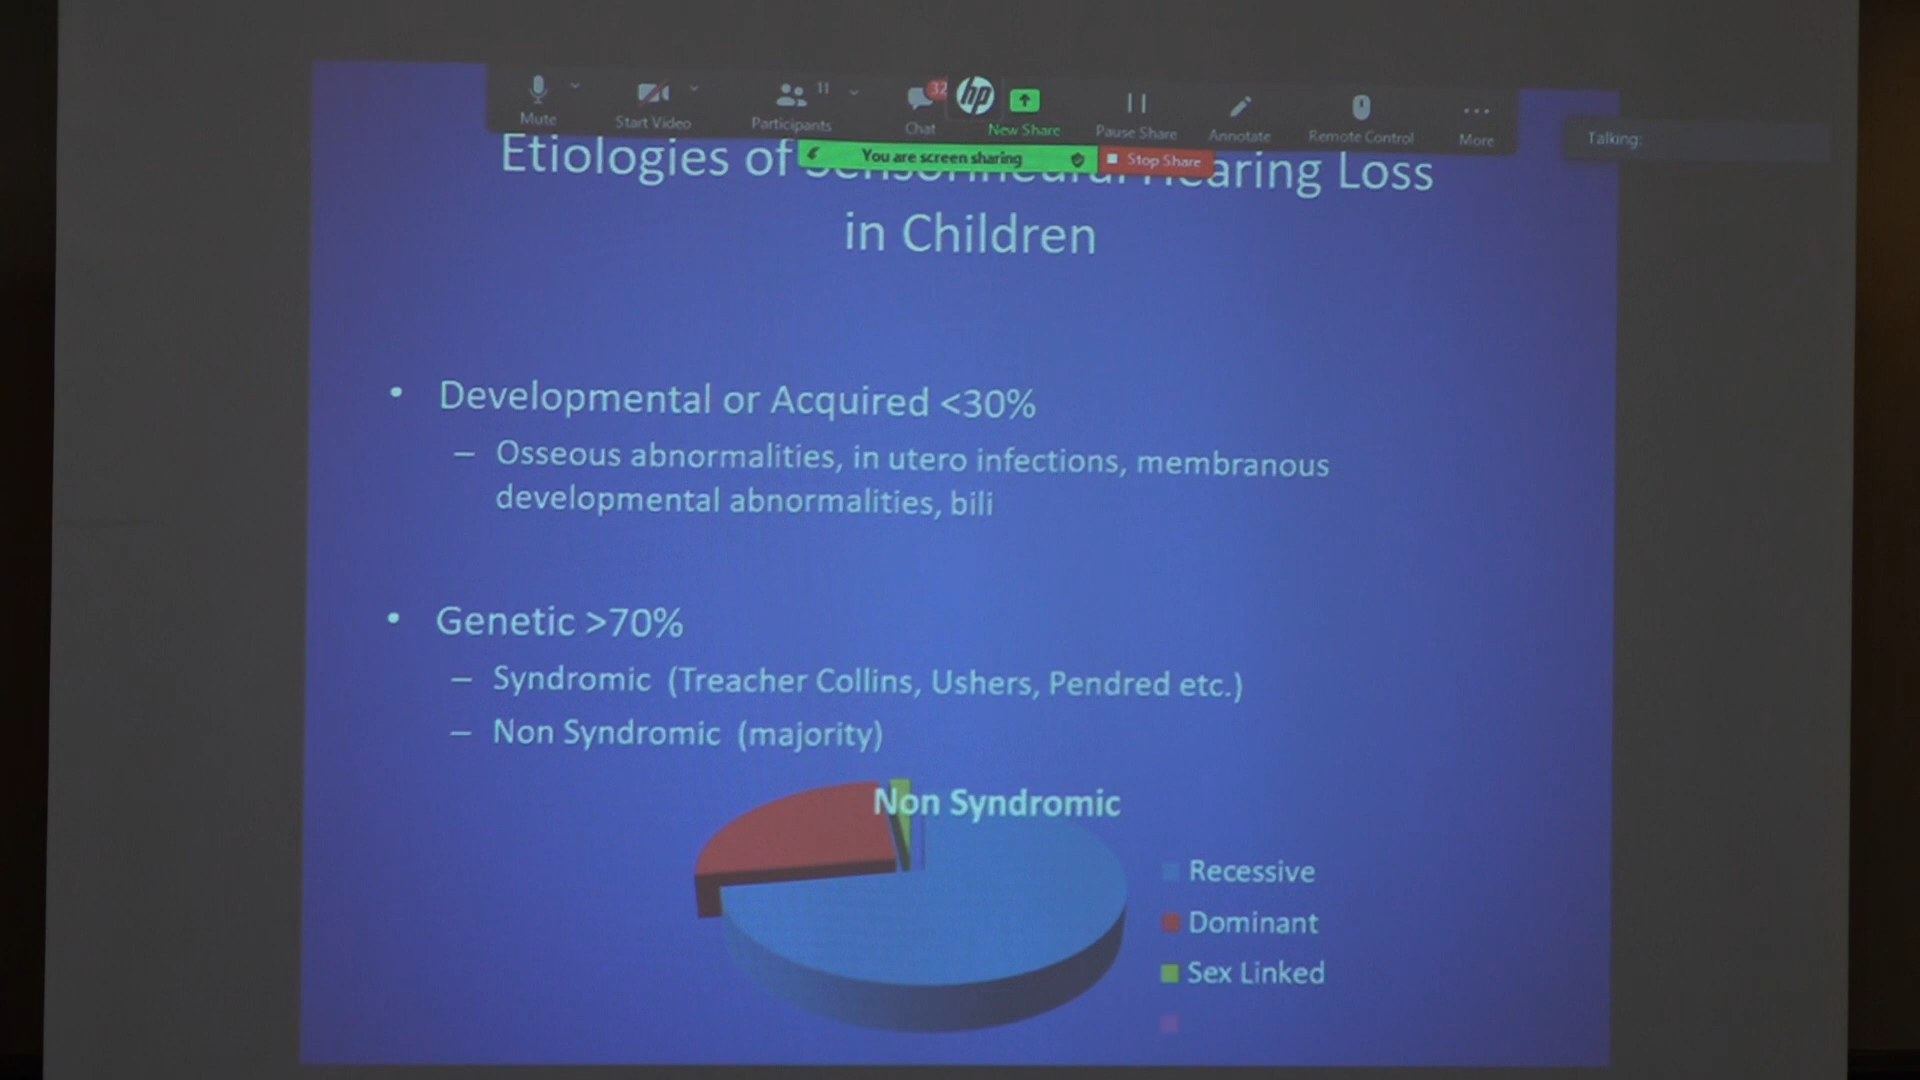 Mute
Start Video
Participants
11
Chat
32
hp
New Share
Pause Share
Annotate
Remote Control
More
Talking:
You are screen sharing
Stop Share
Etiologies of Sensorineural Hearing Loss
in Children
• Developmental or Acquired <30%
– Osseous abnormalities, in utero infections, membranous
developmental abnormalities, bili
• Genetic >70%
– Syndromic (Treacher Collins, Ushers, Pendred etc.)
– Non Syndromic (majority)
Non Syndromic
Recessive
Dominant
Sex Linked